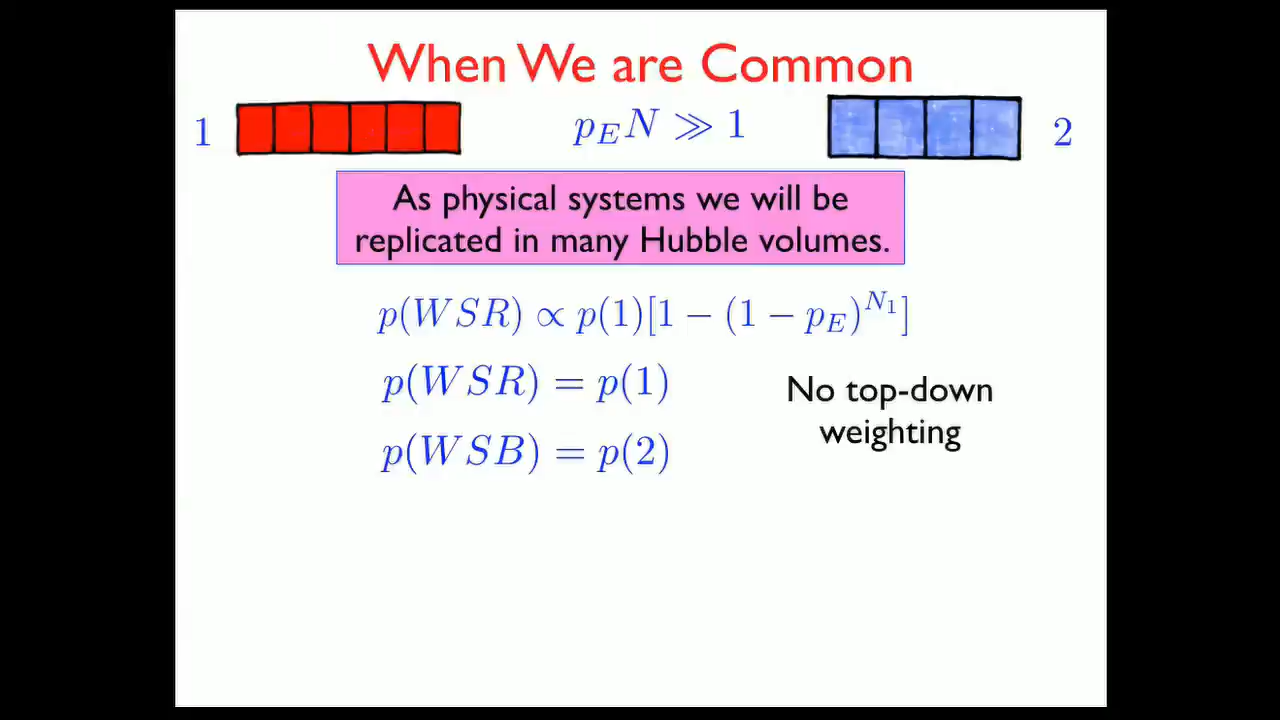 When We are Common
1
p_E N ≫ 1
2
As physical systems we will be
replicated in many Hubble volumes.
p(WSR) ∝ p(1)[1 − (1 − p_E)^{N_1}]
p(WSR) = p(1)
No top-down
weighting
p(WSB) = p(2)